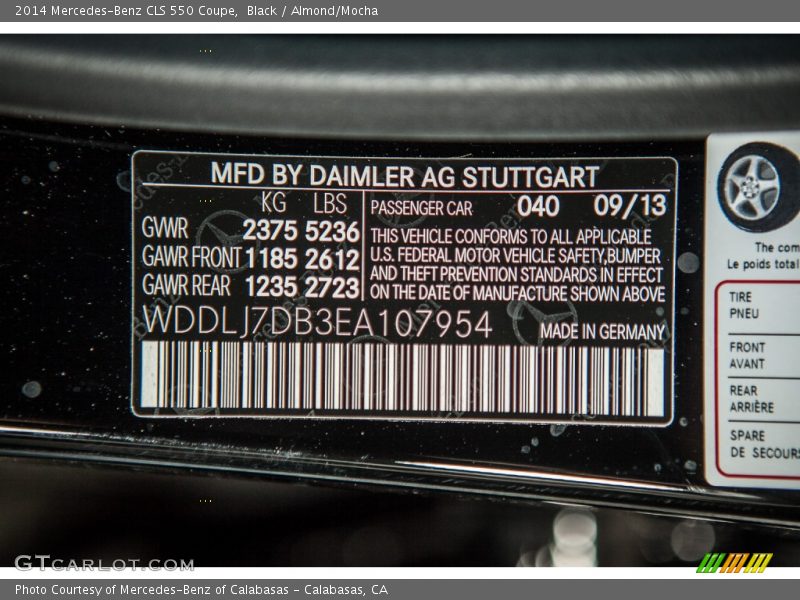 2014 Mercedes-Benz CLS 550 Coupe,  Black / Almond/Mocha
MFD BY DAIMLER AG STUTTGART
KG LBS
GVWR 2375 5236
GAWR FRONT 1185 2612
GAWR REAR 1235 2723
PASSENGER CAR 040 09/13
THIS VEHICLE CONFORMS TO ALL APPLICABLE
U.S. FEDERAL MOTOR VEHICLE SAFETY,BUMPER
AND THEFT PREVENTION STANDARDS IN EFFECT
ON THE DATE OF MANUFACTURE SHOWN ABOVE
WDDLJ7DB3EA107954 MADE IN GERMANY
The com
Le poids total
TIRE
PNEU
FRONT
AVANT
REAR
ARRIÈRE
SPARE
DE SECOURS
GTCARLOT.COM
Photo Courtesy of Mercedes-Benz of Calabasas - Calabasas, CA